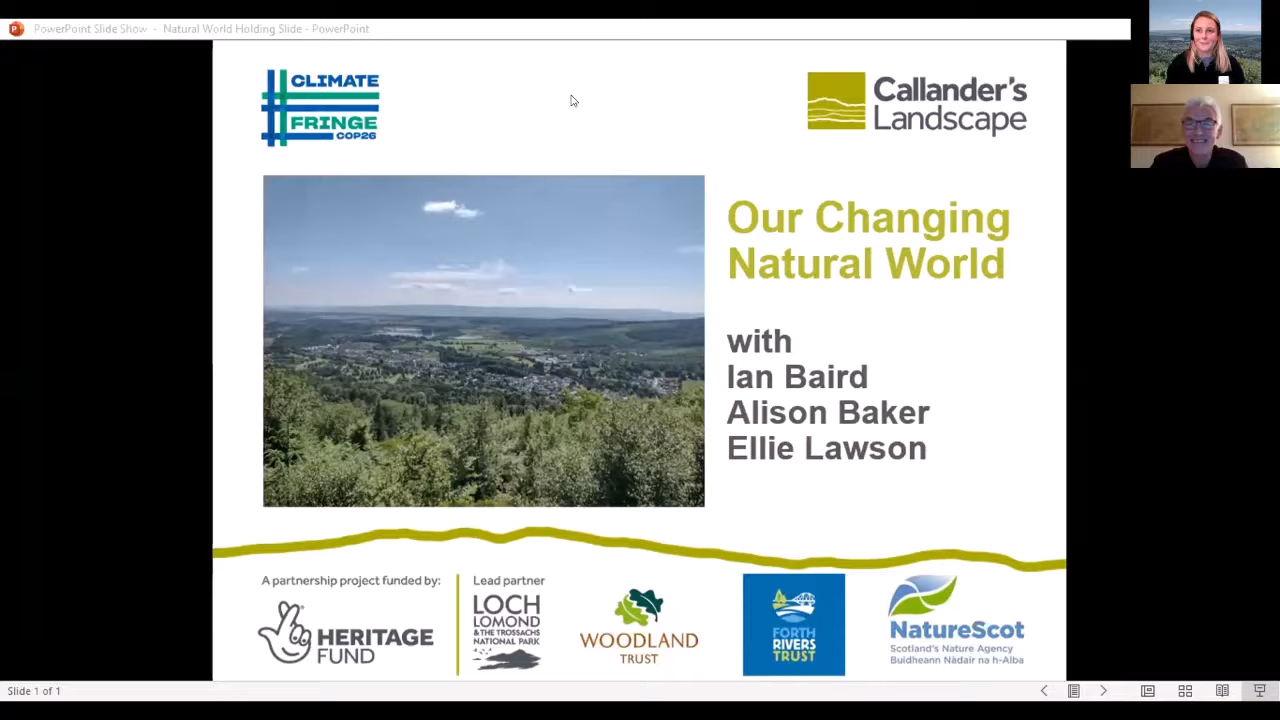 PowerPoint Slide Show - Natural World Holding Slide - PowerPoint
CLIMATE
FRINGE
COP26
Callander's
Landscape
Our Changing
Natural World
with
Ian Baird
Alison Baker
Ellie Lawson
A partnership project funded by:
HERITAGE
FUND
Lead partner
LOCH
LOMOND
& THE TROSSACHS
NATIONAL PARK
WOODLAND
TRUST
FORTH
RIVERS
TRUST
NatureScot
Scotland's Nature Agency
Buidheann Nàdair na h-Alba
Slide 1 of 1